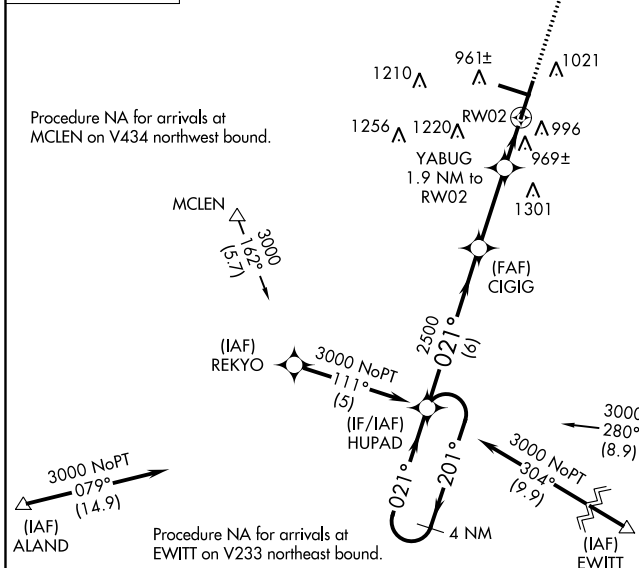 1210
961±
1021
Procedure NA for arrivals at
MCLEN on V434 northwest bound.
RW02
1256
1220
996
YABUG
1.9 NM to
RW02
969±
1301
MCLEN
3000
162°
(5.7)
(FAF)
CIGIG
(IAF)
REKYO
3000 NoPT
111°
(5)
2500
021°
(6)
(IF/IAF)
HUPAD
3000
280°
(8.9)
3000 NoPT
079°
(14.9)
021°
201°
3000 NoPT
304°
(9.9)
(IAF)
ALAND
4 NM
Procedure NA for arrivals at
EWITT on V233 northeast bound.
(IAF)
EWITT